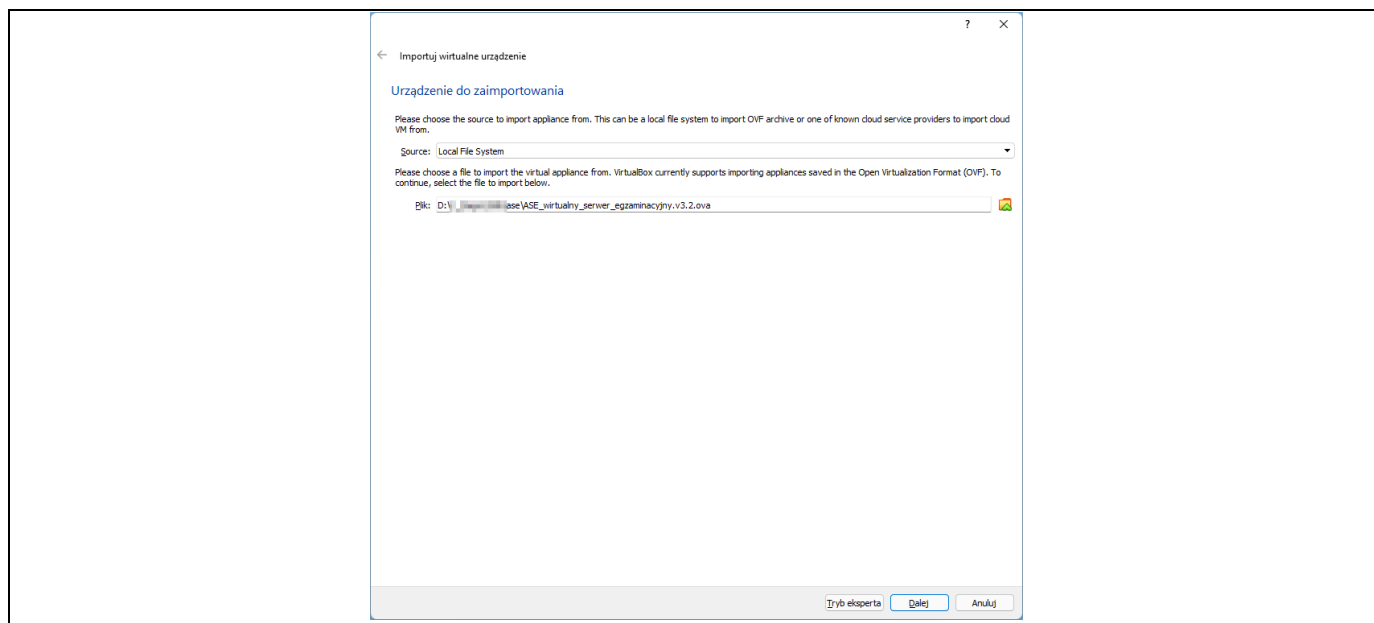 ? ×
← Importuj wirtualne urządzenie
Urządzenie do zaimportowania
Please choose the source to import appliance from. This can be a local file system to import OVF archive or one of known cloud service providers to import cloud
VM from.
Source: Local File System
Please choose a file to import the virtual appliance from. VirtualBox currently supports importing appliances saved in the Open Virtualization Format (OVF). To
continue, select the file to import below.
Plik: D:\ ase\ASE_wirtualny_serwer_egzaminacyjny.v3.2.ova
Tryb eksperta Dalej Anuluj